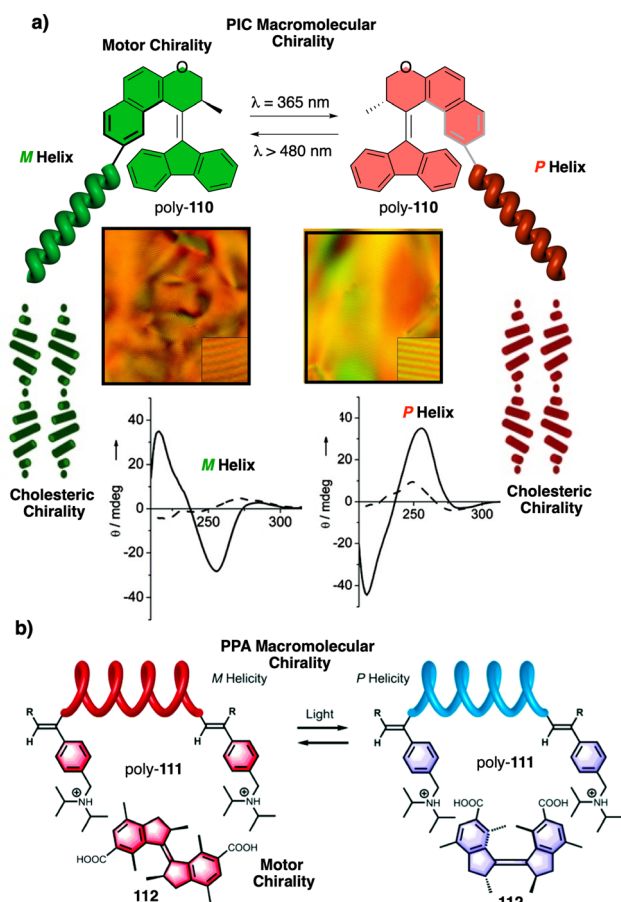 a)
PIC Macromolecular
Chirality
Motor Chirality
O
O
λ = 365 nm
λ > 480 nm
M Helix
P Helix
poly-110
poly-110
Cholesteric
Chirality
Cholesteric
Chirality
M Helix
P Helix
θ / mdeg
40
20
0
-20
-40
250
300
θ / mdeg
40
20
0
-20
-40
250
300
b)
PPA Macromolecular
Chirality
M Helicity
P Helicity
Light
R
R
R
R
H
H
H
H
poly-111
poly-111
⊕
NH
⊕
NH
⊕
NH
⊕
NH
HOOC
COOH
HOOC
COOH
Motor
Chirality
112
112